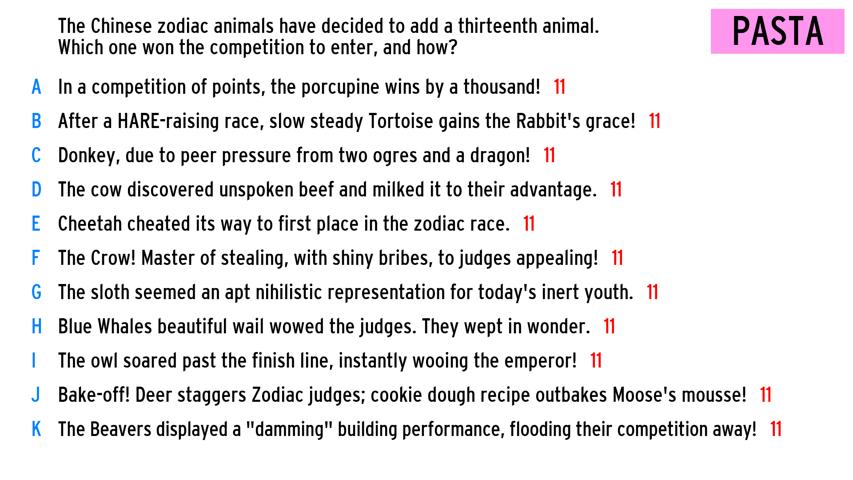 The Chinese zodiac animals have decided to add a thirteenth animal.
Which one won the competition to enter, and how?
PASTA
A In a competition of points, the porcupine wins by a thousand! 11
B After a HARE-raising race, slow steady Tortoise gains the Rabbit's grace! 11
C Donkey, due to peer pressure from two ogres and a dragon! 11
D The cow discovered unspoken beef and milked it to their advantage. 11
E Cheetah cheated its way to first place in the zodiac race. 11
F The Crow! Master of stealing, with shiny bribes, to judges appealing! 11
G The sloth seemed an apt nihilistic representation for today's inert youth. 11
H Blue Whales beautiful wail wowed the judges. They wept in wonder. 11
I The owl soared past the finish line, instantly wooing the emperor! 11
J Bake-off! Deer staggers Zodiac judges; cookie dough recipe outbakes Moose's mousse! 11
K The Beavers displayed a "damming" building performance, flooding their competition away! 11